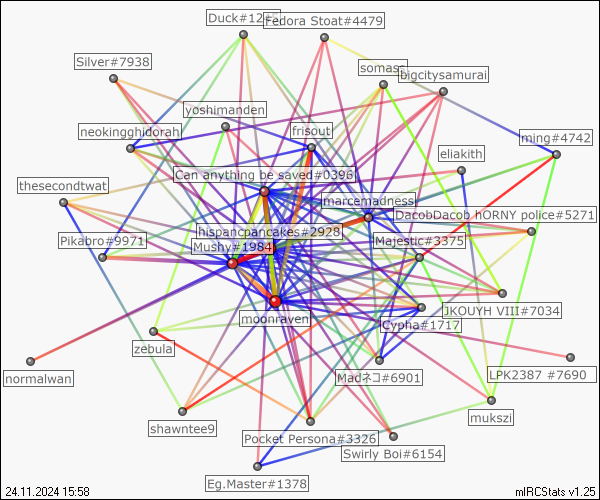 Fedora Stoat#4479
Silver#7938
somass
bigcitysamurai
yoshimanden
neokingghidorah
frisout
ming#4742
eliakith
Can anything be saved#0396
thesecondtwat
marcemadness
DacobDacob hORNY police#5271
hispancpancakes#2928
Pikabro#9971
Mushy#1984
Majestic#3375
JKOUYH VIII#7034
moonraven
Cypha#1717
zebula
normalwan
Madネコ#6901
LPK2387 #7690
mukszi
shawntee9
Pocket Persona#3326
Swirly Boi#6154
Eg.Master#1378
24.11.2024 15:58
mIRCStats v1.25